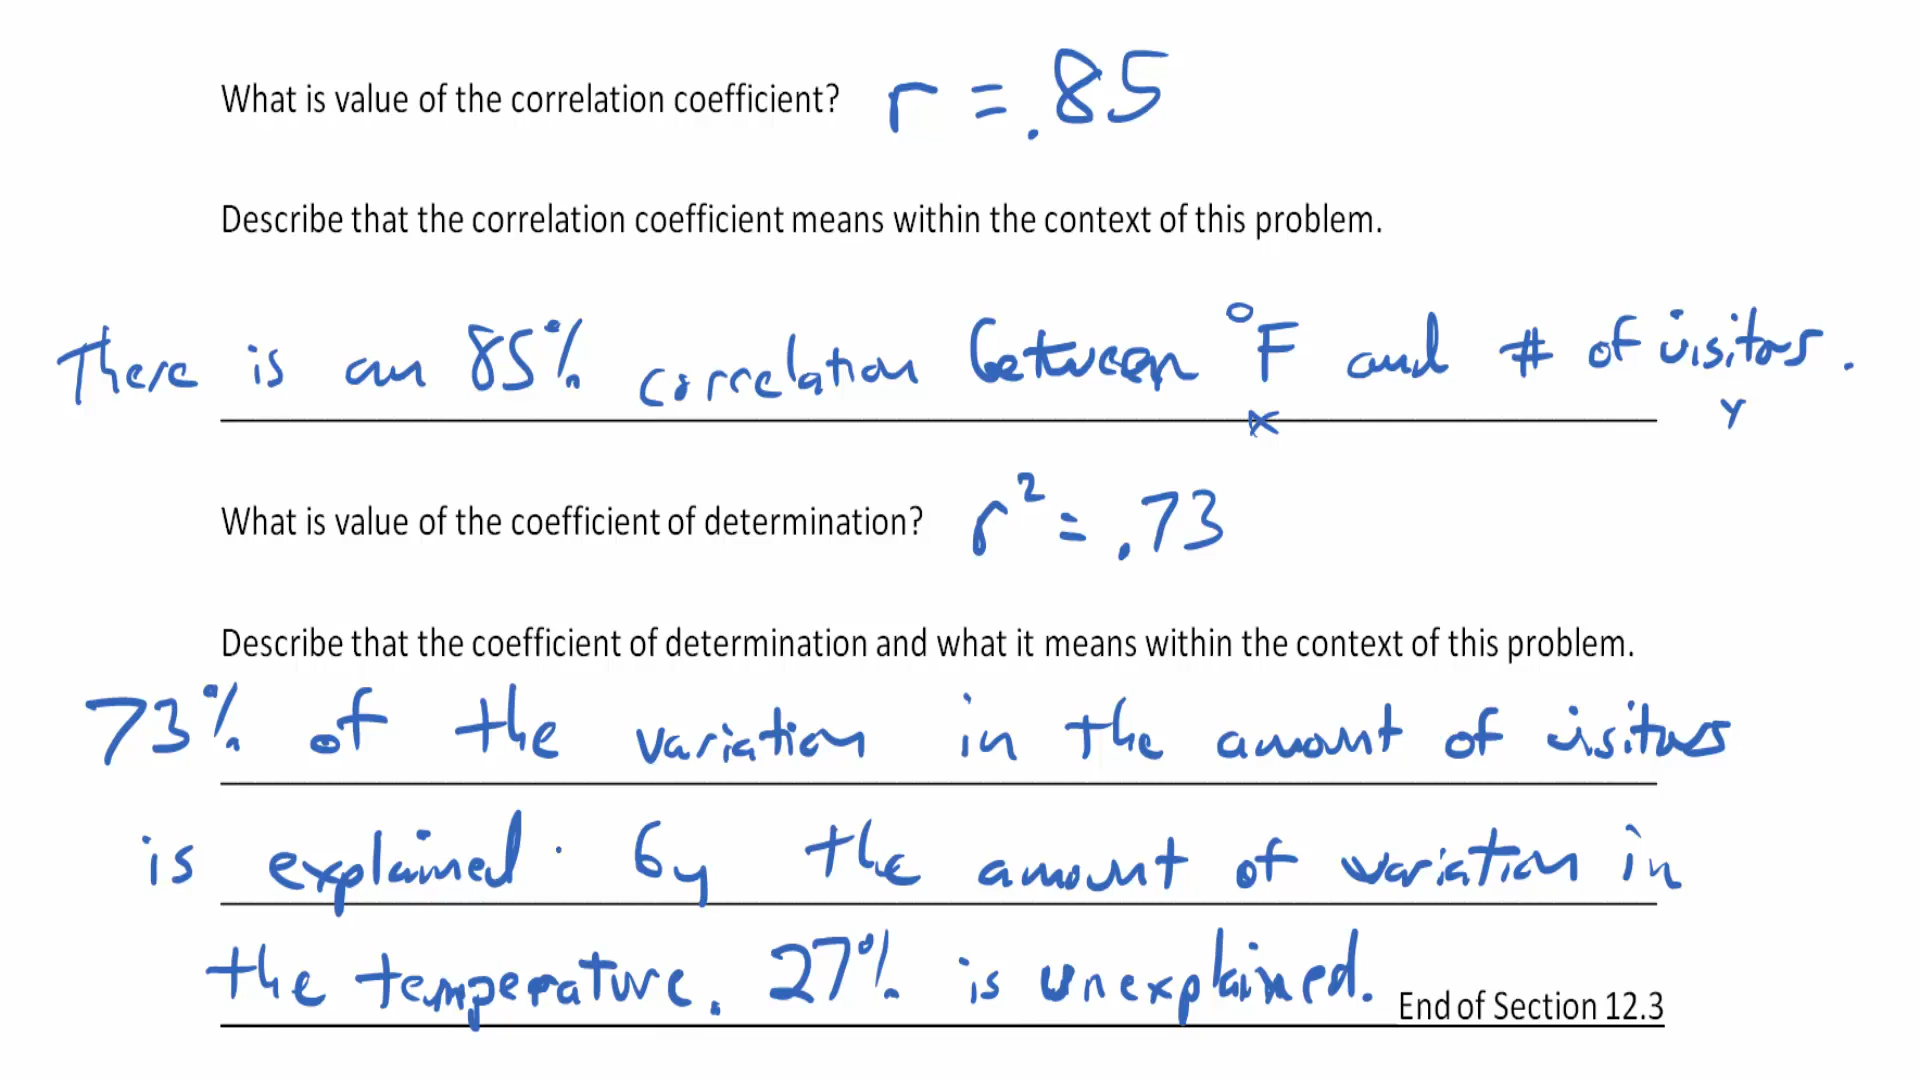 What is value of the correlation coefficient? r = .85
Describe that the correlation coefficient means within the context of this problem.
There is an 85% correlation between °F and # of visitors.
x y
What is value of the coefficient of determination? r² = .73
Describe that the coefficient of determination and what it means within the context of this problem.
73% of the variation in the amount of visitors
is explained by the amount of variation in
the temperature. 27% is unexplained. End of Section 12.3